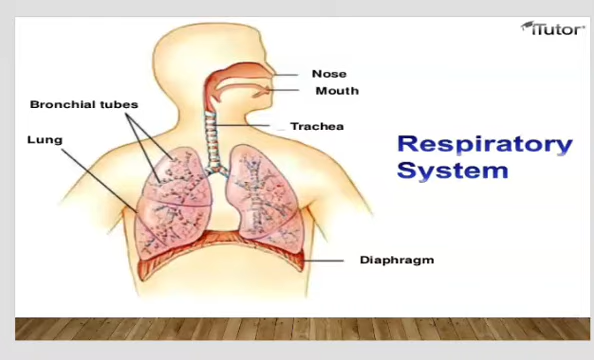 iTutor
Nose
Mouth
Bronchial tubes
Trachea
Lung
Respiratory
System
Diaphragm